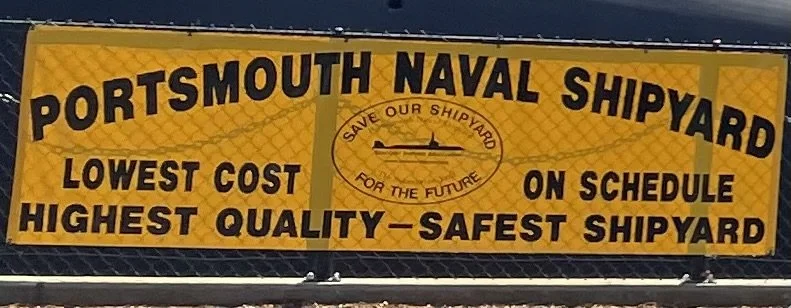 PORTSMOUTH NAVAL SHIPYARD
SAVE OUR SHIPYARD
FOR THE FUTURE
LOWEST COST
ON SCHEDULE
HIGHEST QUALITY–SAFEST SHIPYARD